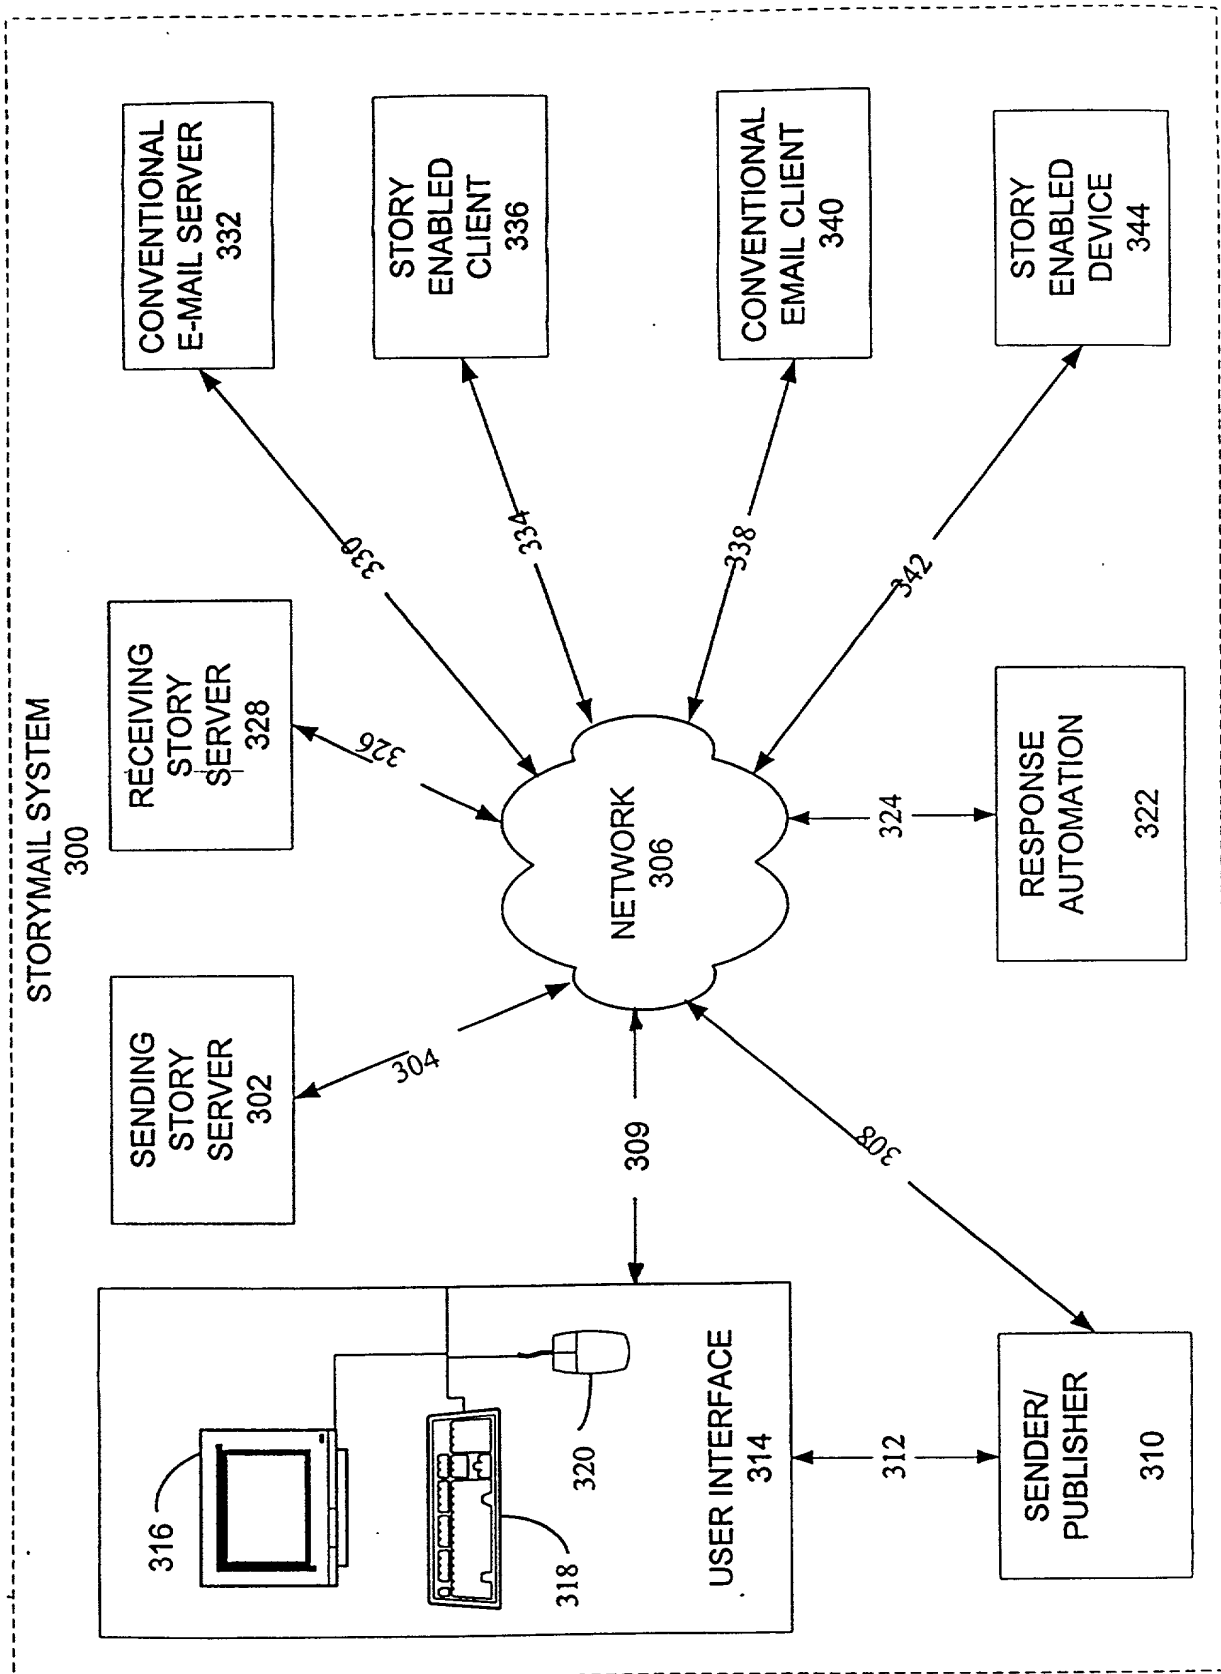 STORYMAIL SYSTEM
300
316
318
320
USER INTERFACE
314
SENDING
STORY
SERVER
302
RECEIVING
STORY
SERVER
328
CONVENTIONAL
E-MAIL SERVER
332
304
326
330
309
NETWORK
306
334
STORY
ENABLED
CLIENT
336
338
CONVENTIONAL
EMAIL CLIENT
340
312
308
324
342
SENDER/
PUBLISHER
310
RESPONSE
AUTOMATION
322
STORY
ENABLED
DEVICE
344